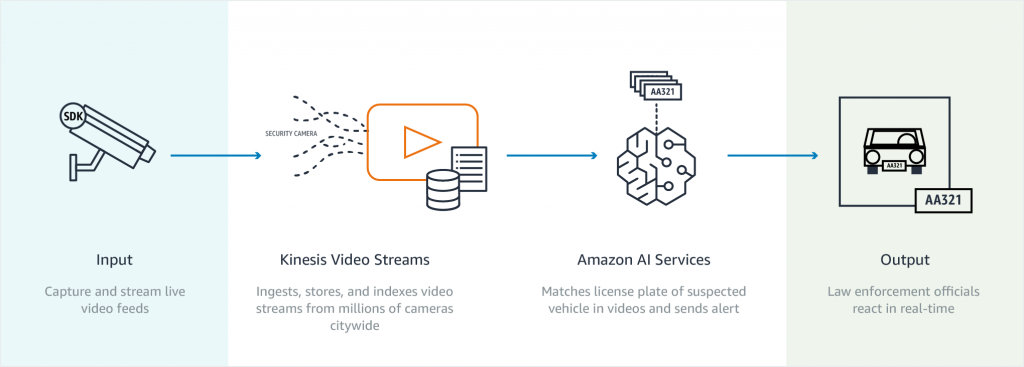 SDK
SECURITY CAMERA
AA321
AA321
AA321
Input
Capture and stream live
video feeds
Kinesis Video Streams
Ingests, stores, and indexes video
streams from millions of cameras
citywide
Amazon AI Services
Matches license plate of suspected
vehicle in videos and sends alert
Output
Law enforcement officials
react in real-time